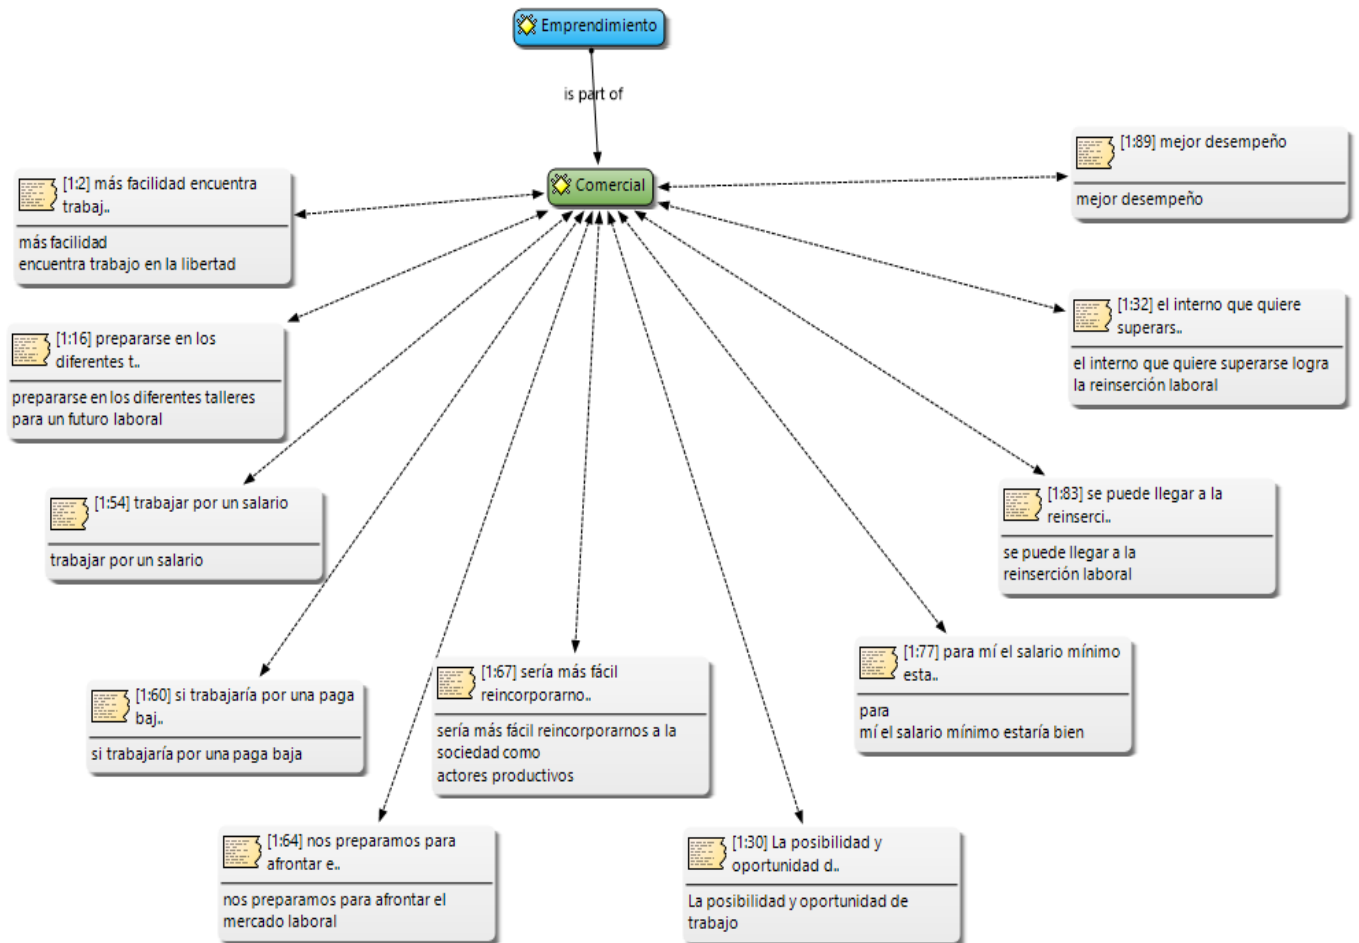 Emprendimiento
is part of
Comercial
[1:89] mejor desempeño
mejor desempeño
[1:2] más facilidad encuentra
trabaj..
más facilidad
encuentra trabajo en la libertad
[1:32] el interno que quiere
superars..
el interno que quiere superarse logra
la reinserción laboral
[1:16] prepararse en los
diferentes t..
prepararse en los diferentes talleres
para un futuro laboral
[1:54] trabajar por un salario
trabajar por un salario
[1:83] se puede llegar a la
reinserci..
se puede llegar a la
reinserción laboral
[1:60] si trabajaría por una paga
baj..
si trabajaría por una paga baja
[1:67] sería más fácil
reincorporarno..
sería más fácil reincorporarnos a la
sociedad como
actores productivos
[1:77] para mí el salario mínimo
esta..
para
mí el salario mínimo estaría bien
[1:64] nos preparamos para
afrontar e..
nos preparamos para afrontar el
mercado laboral
[1:30] La posibilidad y
oportunidad d..
La posibilidad y oportunidad de
trabajo